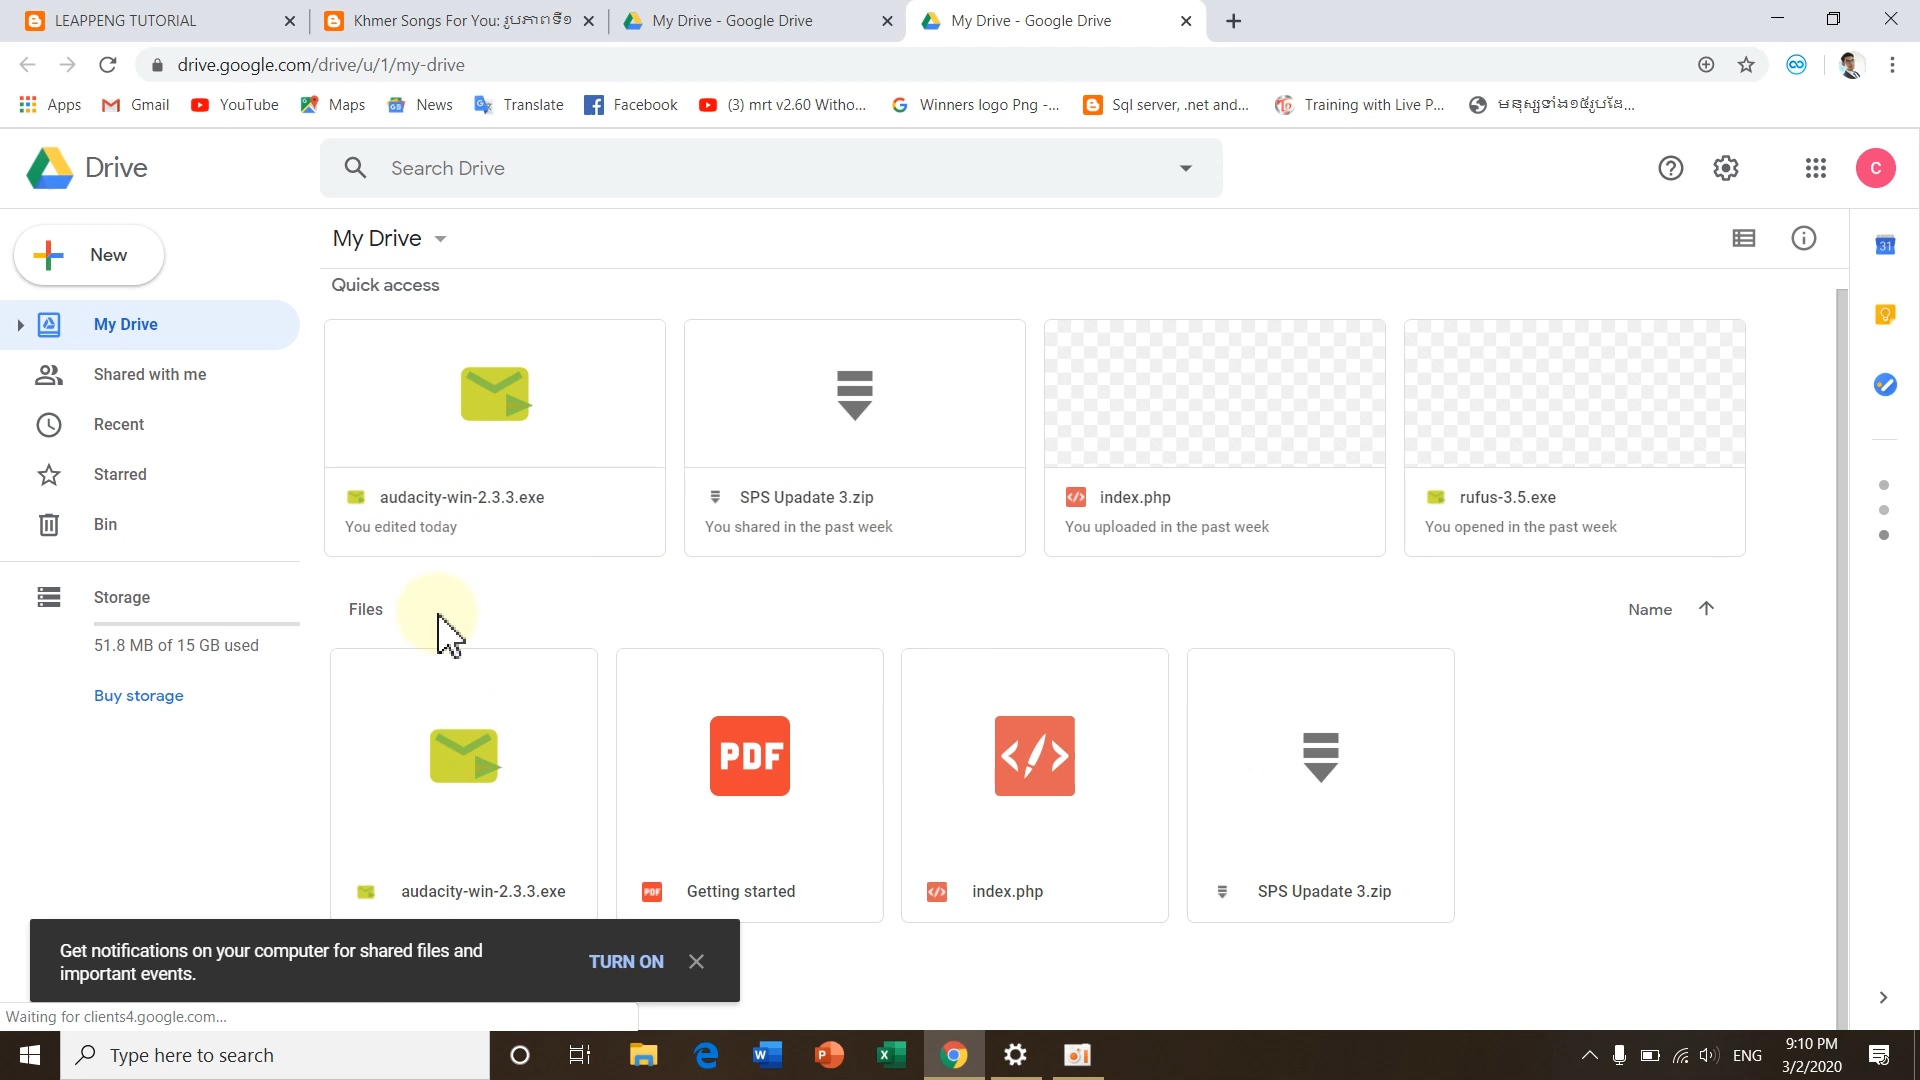 LEAPPENG TUTORIAL
Khmer Songs For You: រូបភាពទី១
My Drive - Google Drive
My Drive - Google Drive
drive.google.com/drive/u/1/my-drive
Apps
Gmail
YouTube
Maps
News
Translate
Facebook
(3) mrt v2.60 Witho...
Winners logo Png -...
Sql server, .net and...
Training with Live P...
Drive
Search Drive
C
New
My Drive
31
Quick access
My Drive
Shared with me
Recent
Starred
Bin
audacity-win-2.3.3.exe
You edited today
SPS Upadate 3.zip
You shared in the past week
index.php
You uploaded in the past week
rufus-3.5.exe
You opened in the past week
Storage
51.8 MB of 15 GB used
Buy storage
Files
Name
PDF
audacity-win-2.3.3.exe
PDF
Getting started
index.php
SPS Upadate 3.zip
Get notifications on your computer for shared files and
important events.
TURN ON
Waiting for clients4.google.com...
Type here to search
ENG
9:10 PM
3/2/2020